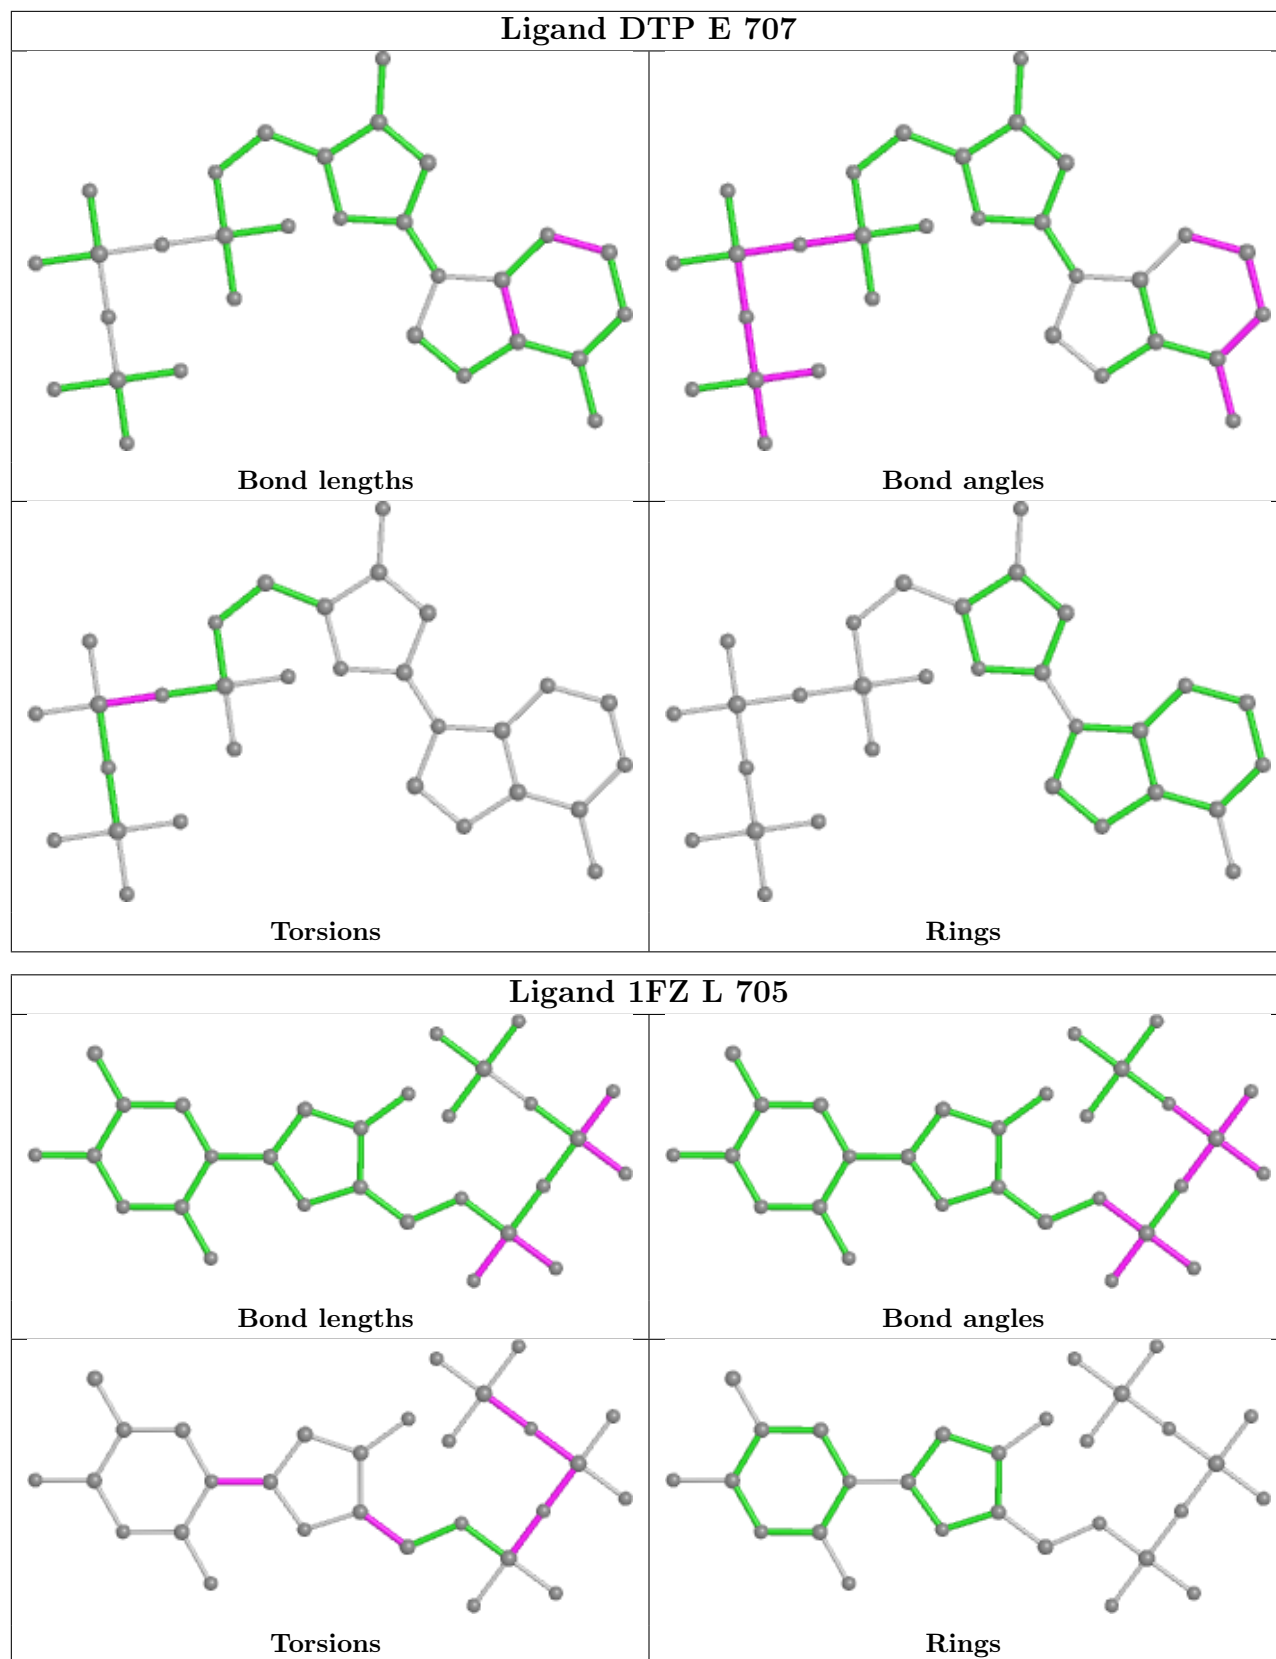 Ligand DTP E 707
Bond lengths
Bond angles
Torsions
Rings
Ligand 1FZ L 705
Bond lengths
Bond angles
Torsions
Rings